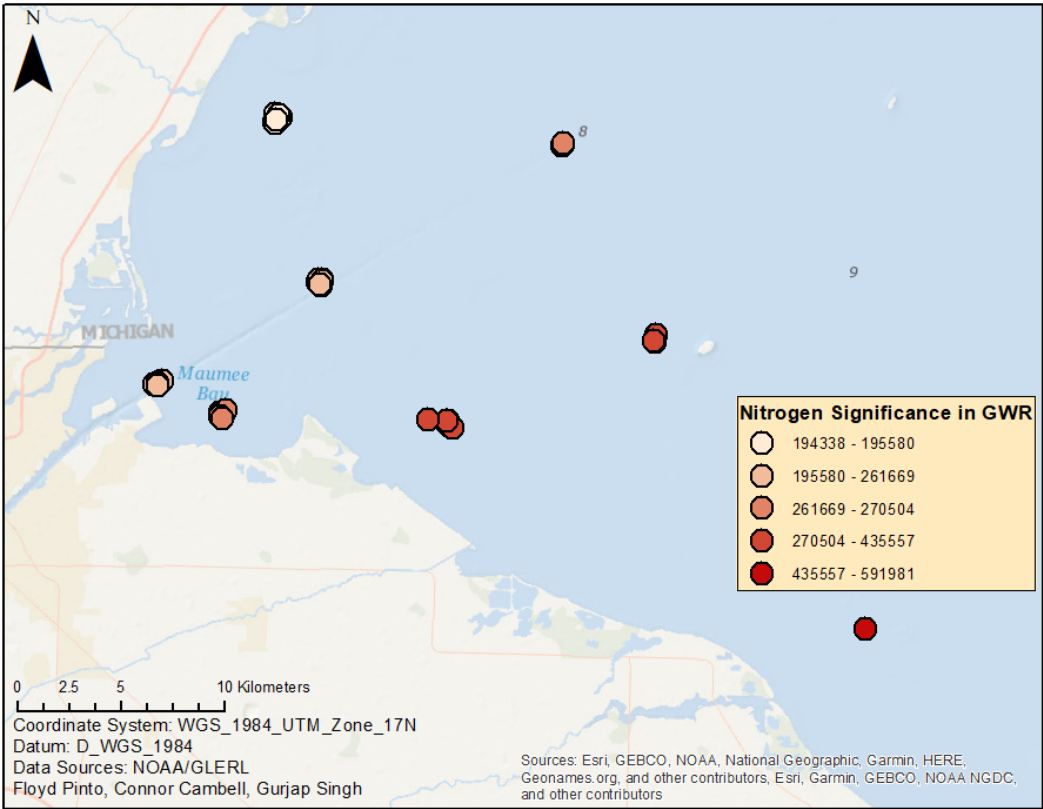 N
8
9
MICHIGAN
Maumee
Bay
Nitrogen Significance in GWR
194338 - 195580
195580 - 261669
261669 - 270504
270504 - 435557
435557 - 591981
0 2.5 5 10 Kilometers
Coordinate System: WGS_1984_UTM_Zone_17N
Datum: D_WGS_1984
Data Sources: NOAA/GLERL
Floyd Pinto, Connor Cambell, Gurjap Singh
Sources: Esri, GEBCO, NOAA, National Geographic, Garmin, HERE,
Geonames.org, and other contributors, Esri, Garmin, GEBCO, NOAA NGDC,
and other contributors